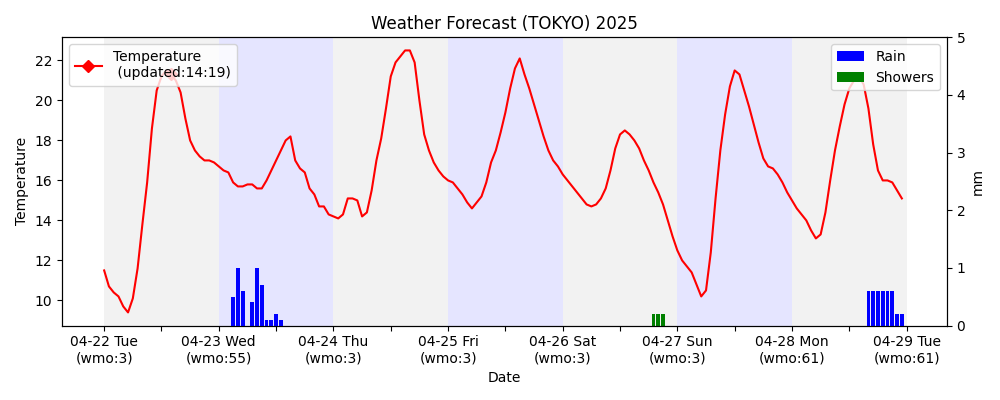 Weather Forecast (TOKYO) 2025
Temperature
(updated:14:19)
Rain
Showers
22
20
18
16
14
12
10
Temperature
5
4
3
2
1
0
mm
04-22 Tue 04-23 Wed 04-24 Thu 04-25 Fri 04-26 Sat 04-27 Sun 04-28 Mon 04-29 Tue
(wmo:3) (wmo:55) (wmo:3) (wmo:3) (wmo:3) (wmo:3) (wmo:61) (wmo:61)
Date